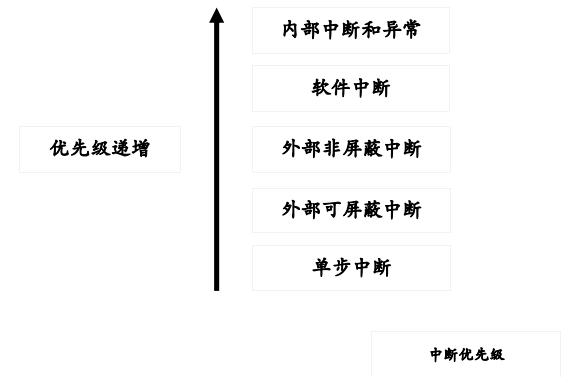 内部中断和异常
软件中断
优先级递增
外部非屏蔽中断
外部可屏蔽中断
单步中断
中断优先级